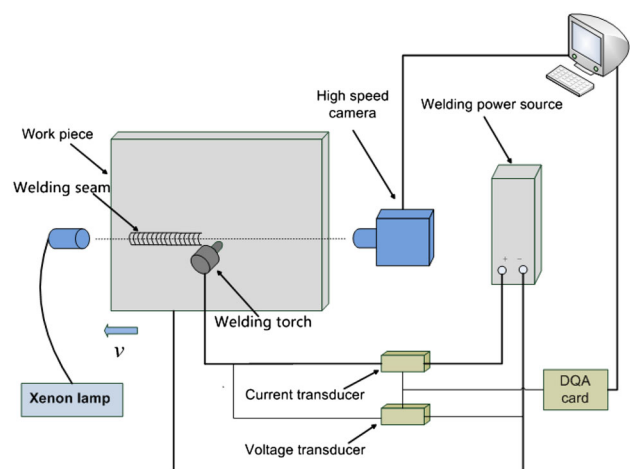 High speed
camera
Welding power source
Work piece
Welding seam
+ −
Welding torch
v
Xenon lamp
Current transducer
DQA
card
Voltage transducer